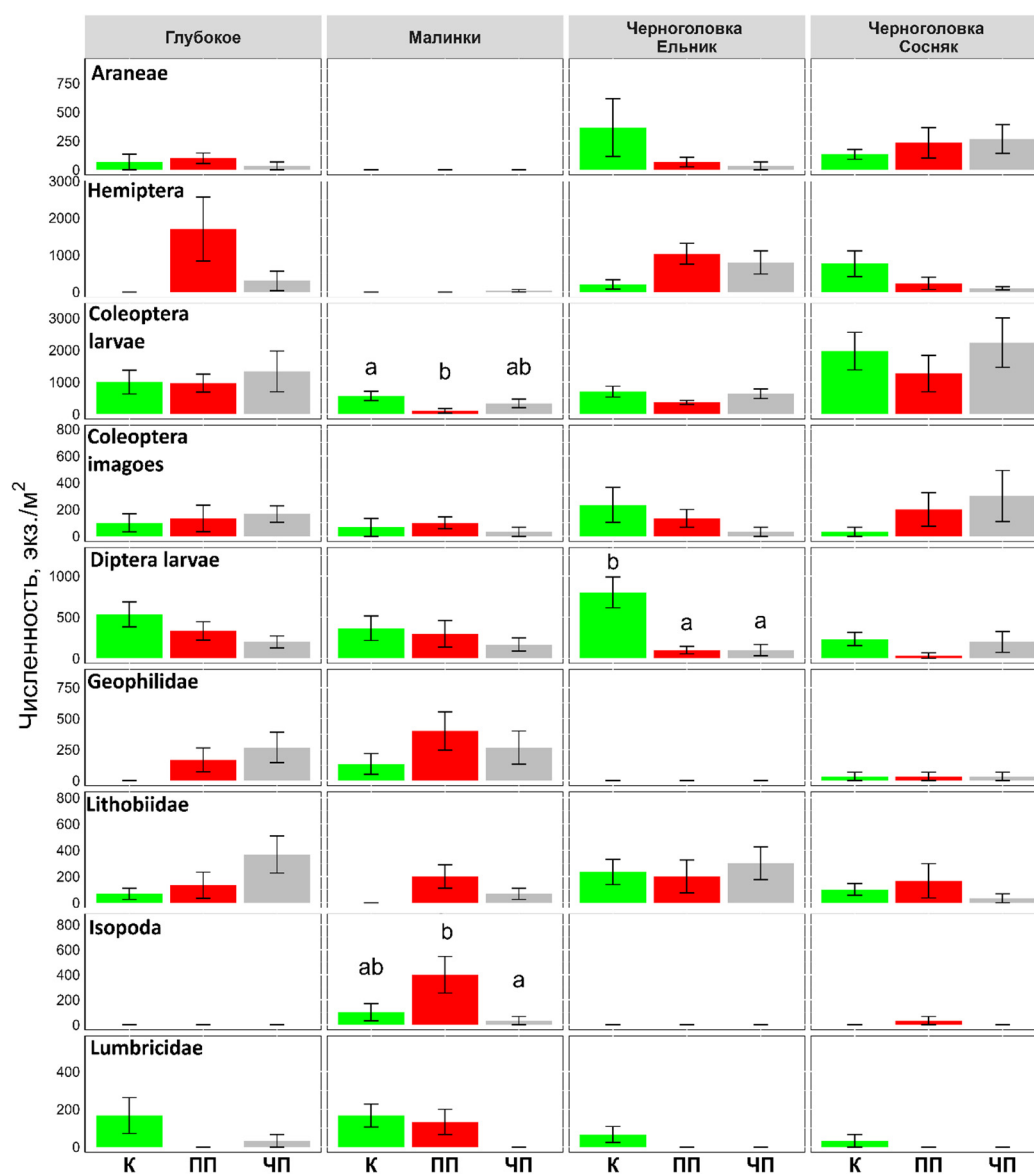 Глубокое
Малинки
Черноголовка
Ельник
Черноголовка
Сосняк
Численность, экз./м²
Araneae
750
500
250
0
Hemiptera
3000
2000
1000
0
Coleoptera
larvae
3000
2000
1000
0
a
b
ab
Coleoptera
imagoes
800
600
400
200
0
Diptera larvae
1000
500
0
b
a
a
Geophilidae
750
500
250
0
Lithobiidae
800
600
400
200
0
Isopoda
800
600
400
200
0
ab
b
a
Lumbricidae
400
200
0
К ПП ЧП К ПП ЧП К ПП ЧП К ПП ЧП